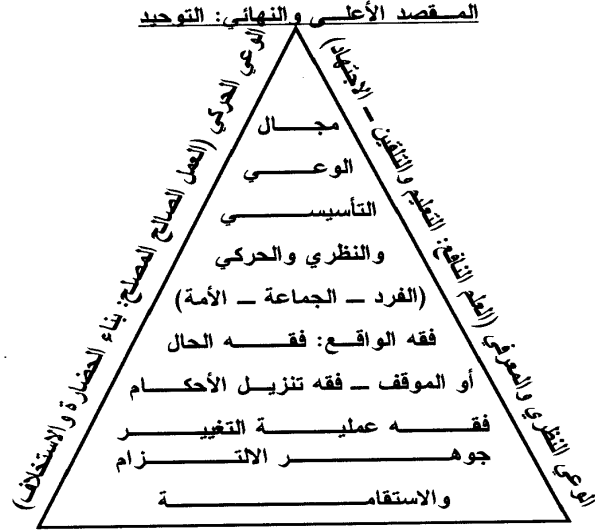 المقصد الأعلى والنهائي: التوحيد
الوعي النظري والمعرفي (العلم النافع: التعليم والتلقين – الاجتهاد)
الوعي الحركي (العمل الصالح المصلح: بناء الحضارة والاستخلاف)
مجال
الوعي
التأسيسي
والنظري والحركي
(الفرد – الجماعة – الأمة)
فقه الواقع: فقه الحال
أو الموقف – فقه تنزيل الأحكام
فقه عملية التغيير
جوهر الالتزام
والاستقامة